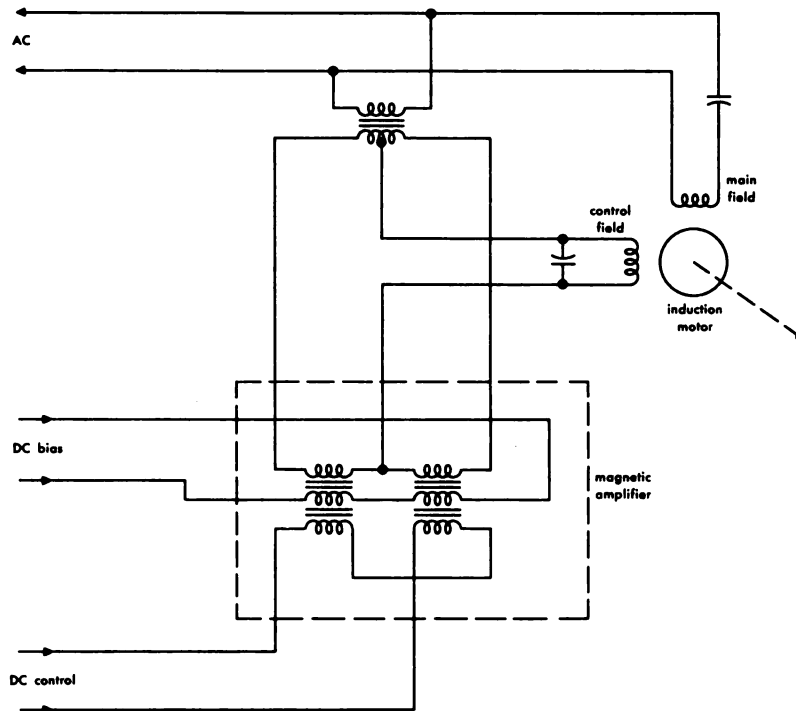 AC
main
field
control
field
induction
motor
DC bias
magnetic
amplifier
DC control